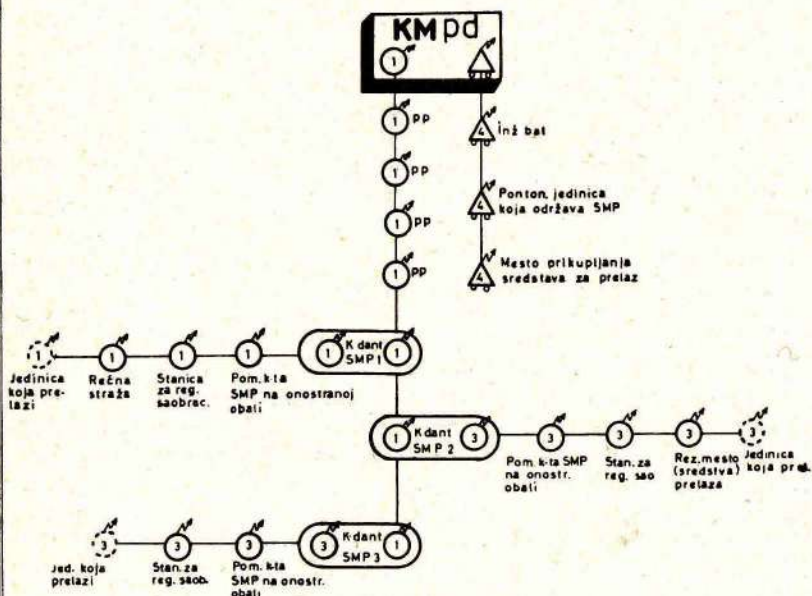 KM pd
1
1 pp
4 Inž bat
1 pp
1 pp
4 Ponton. jedinica
koja održava SMP
1 pp
4 Mesto prikupljanja
sredstava za prelaz
1 1 1 1 1 K dant 1
SMP 1
Jedinica
koja pre-
lazi
Rečna
straža
Stanica
za reg.
saobrać.
Pom. k-ta
SMP na onostranoj
obali
1 K dant 3 3 3 3 3
SMP 2
Pom. k-ta SMP
na onostr.
obali
Stan. za
reg. sao
Rez. mesto
(sredstva)
prelaza
Jedinica
koja prel.
3 3 3 3 K-dant 1
SMP 3
Jed. koja
prelazi
Stan. za
reg. saob.
Pom. k-ta
SMP na onostr.
obali